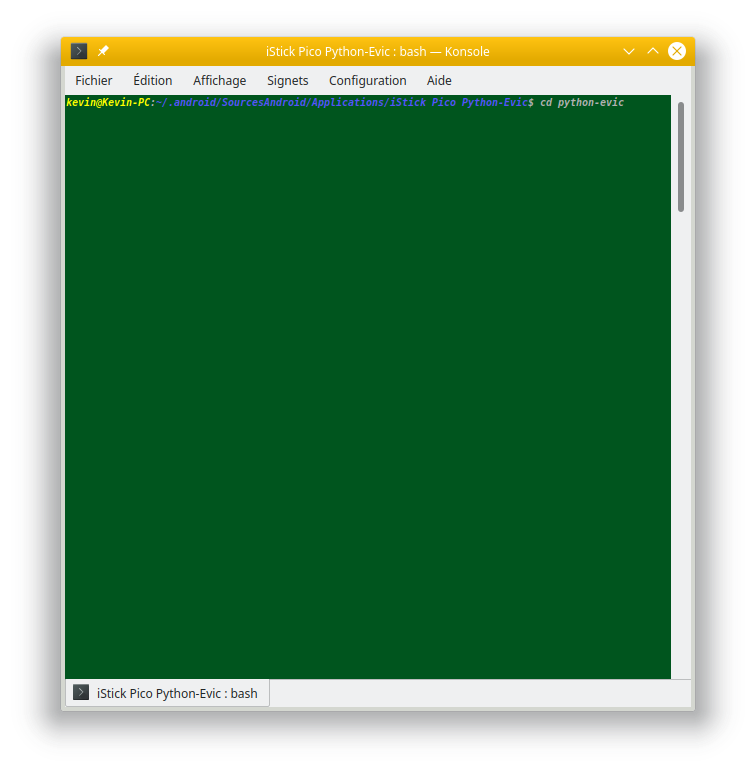 iStick Pico Python-Evic : bash — Konsole
Fichier Édition Affichage Signets Configuration Aide
kevin@Kevin-PC:~/.android/SourcesAndroid/Applications/iStick Pico Python-Evic$ cd python-evic
iStick Pico Python-Evic : bash